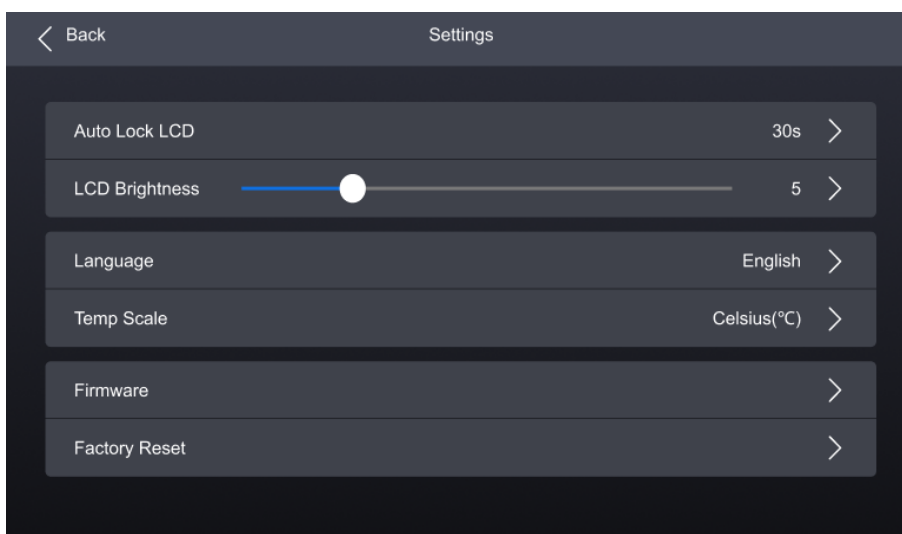 Back Settings
Auto Lock LCD 30s
LCD Brightness 5
Language English
Temp Scale Celsius(℃)
Firmware
Factory Reset